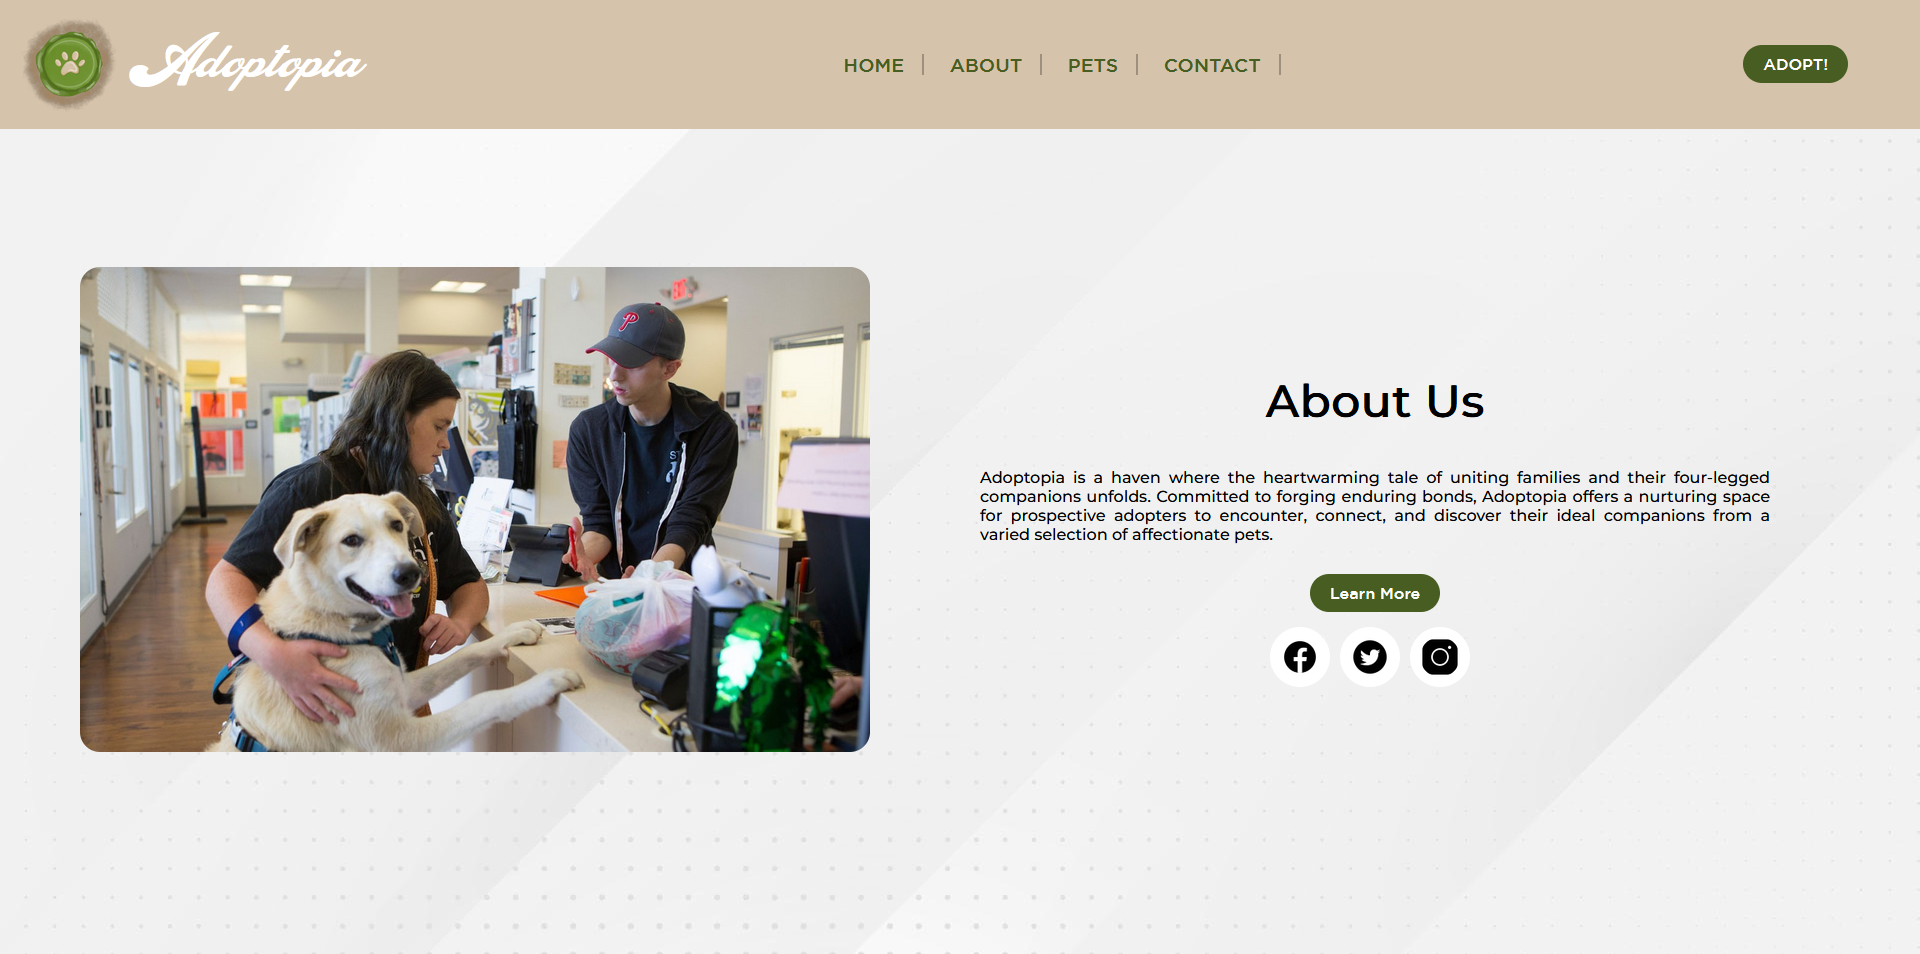 Adoptopia
HOME
ABOUT
PETS
CONTACT
ADOPT!
P
EXIT
About Us
Adoptopia is a haven where the heartwarming tale of uniting families and their four-legged
companions unfolds. Committed to forging enduring bonds, Adoptopia offers a nurturing space
for prospective adopters to encounter, connect, and discover their ideal companions from a
varied selection of affectionate pets.
Learn More